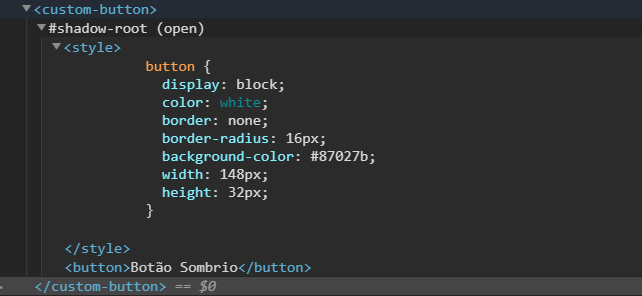 <custom-button>
#shadow-root (open)
<style>
button {
display: block;
color: white;
border: none;
border-radius: 16px;
background-color: #87027b;
width: 148px;
height: 32px;
}
</style>
<button>Botão Sombrio</button>
</custom-button> == $0